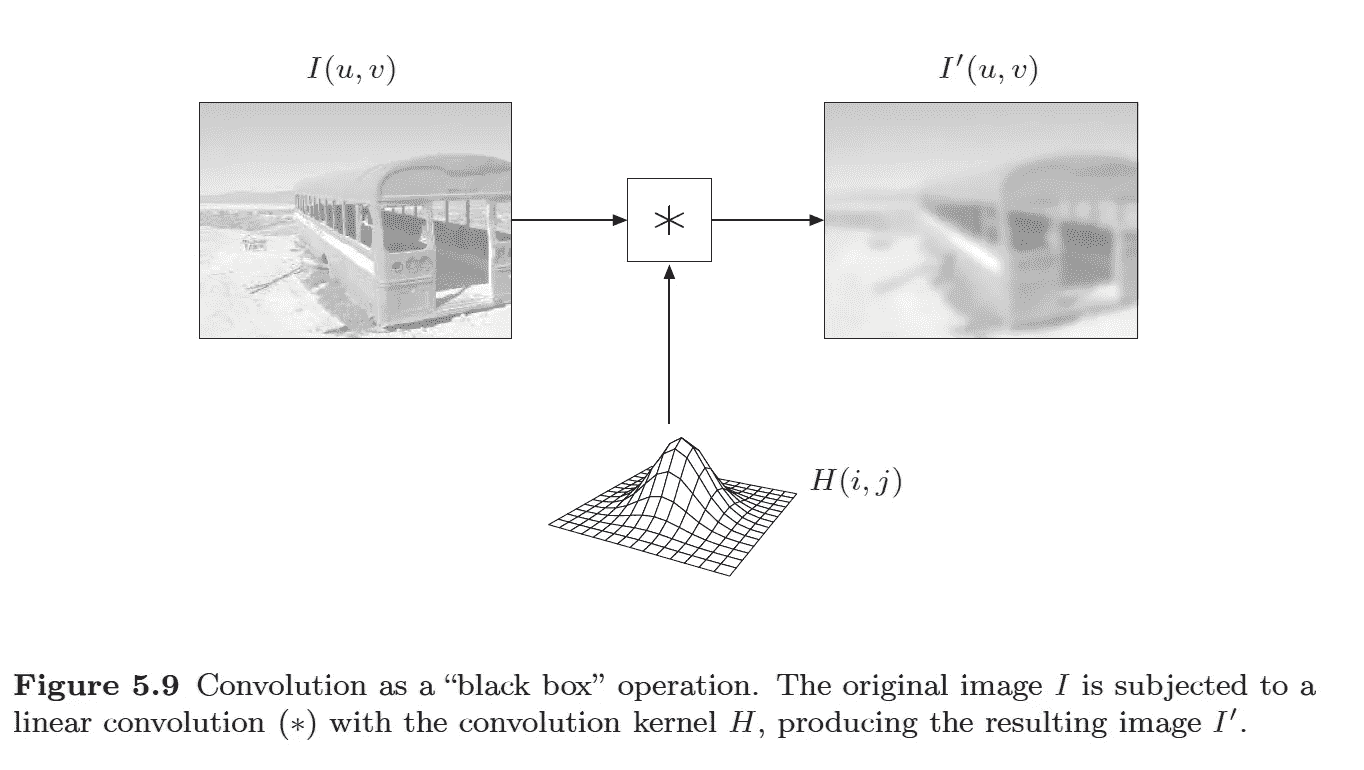 I(u, v)
I′(u, v)
*
H(i, j)
Figure 5.9 Convolution as a “black box” operation. The original image I is subjected to a
linear convolution (∗) with the convolution kernel H, producing the resulting image I′.